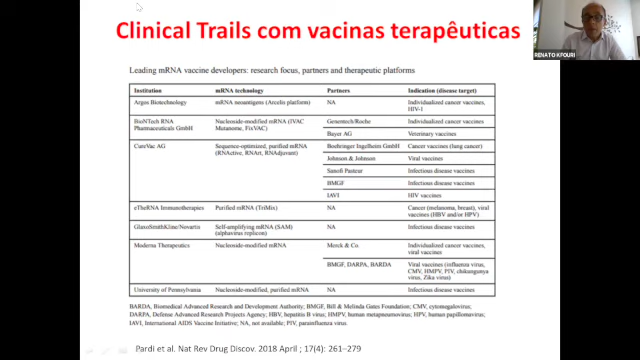 Clinical Trails com vacinas terapêuticas
RENATO KFOURI
Leading mRNA vaccine developers: research focus, partners and therapeutic platforms
Institution mRNA technology Partners Indication (disease target)
Argos Biotechnology mRNA neoantigens (Arcelis platform) NA Individualized cancer vaccines,
HIV-1
BioNTech RNA Nucleoside-modified mRNA (IVAC Genentech/Roche Individualized cancer vaccines
Pharmaceuticals GmbH Mutanome, FixVAC)
Bayer AG Veterinary vaccines
CureVac AG Sequence-optimized, purified mRNA Boehringer Ingelheim GmbH Cancer vaccines (lung cancer)
(RNActive, RNArt, RNAdjuvant)
Johnson & Johnson Viral vaccines
Sanofi Pasteur Infectious disease vaccines
BMGF Infectious disease vaccines
IAVI HIV vaccines
eTheRNA Immunotherapies Purified mRNA (TriMix) NA Cancer (melanoma, breast), viral
vaccines (HBV and/or HPV)
GlaxoSmithKline/Novartis Self-amplifying mRNA (SAM) NA Infectious disease vaccines
(alphavirus replicon)
Moderna Therapeutics Nucleoside-modified mRNA Merck & Co. Individualized cancer vaccines,
viral vaccines
BMGF, DARPA, BARDA Viral vaccines (influenza virus,
CMV, HMPV, PIV, chikungunya
virus, Zika virus)
University of Pennsylvania Nucleoside-modified, purified mRNA NA Infectious disease vaccines
BARDA, Biomedical Advanced Research and Development Authority; BMGF, Bill & Melinda Gates Foundation; CMV, cytomegalovirus;
DARPA, Defense Advanced Research Projects Agency; HBV, hepatitis B virus; HMPV, human metapneumovirus; HPV, human papillomavirus;
IAVI, International AIDS Vaccine Initiative; NA, not available; PIV, parainfluenza virus.
Pardi et al. Nat Rev Drug Discov. 2018 April ; 17(4): 261–279